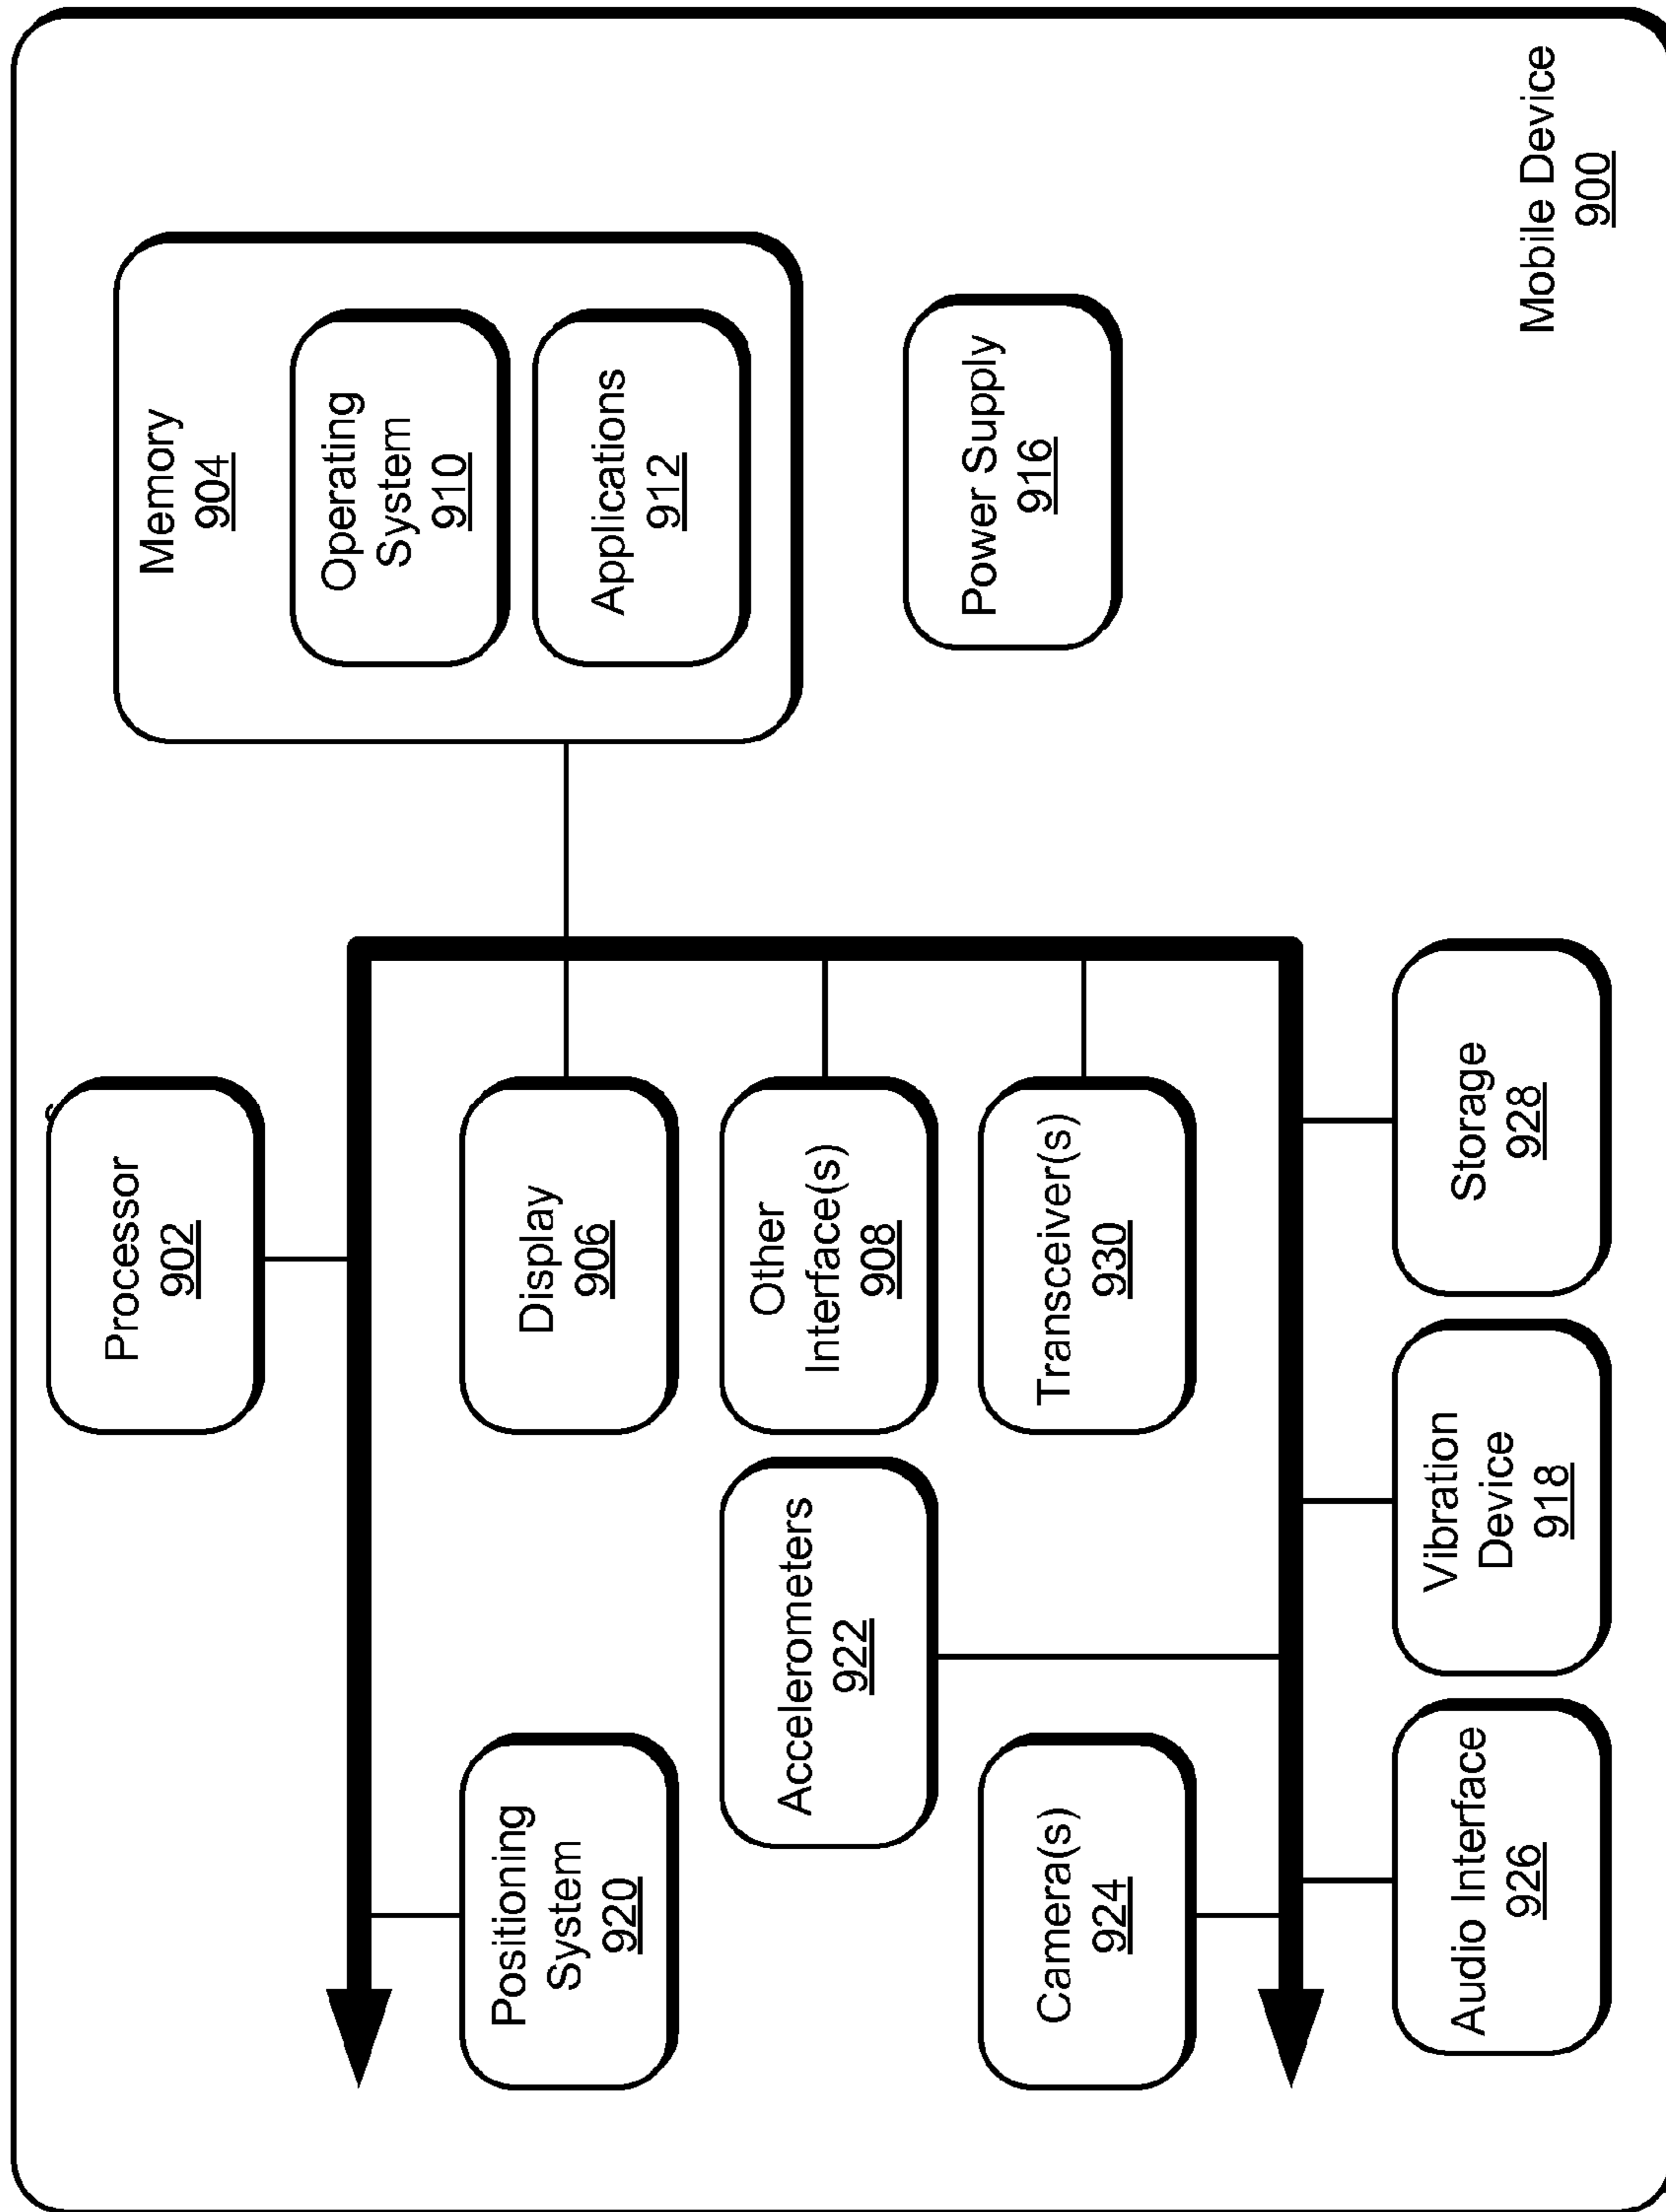 Processor
902
Memory
904
Operating
System
910
Applications
912
Positioning
System
920
Display
906
Accelerometers
922
Other
Interface(s)
908
Camera(s)
924
Transceiver(s)
930
Power Supply
916
Audio Interface
926
Vibration
Device
918
Storage
928
Mobile Device
900